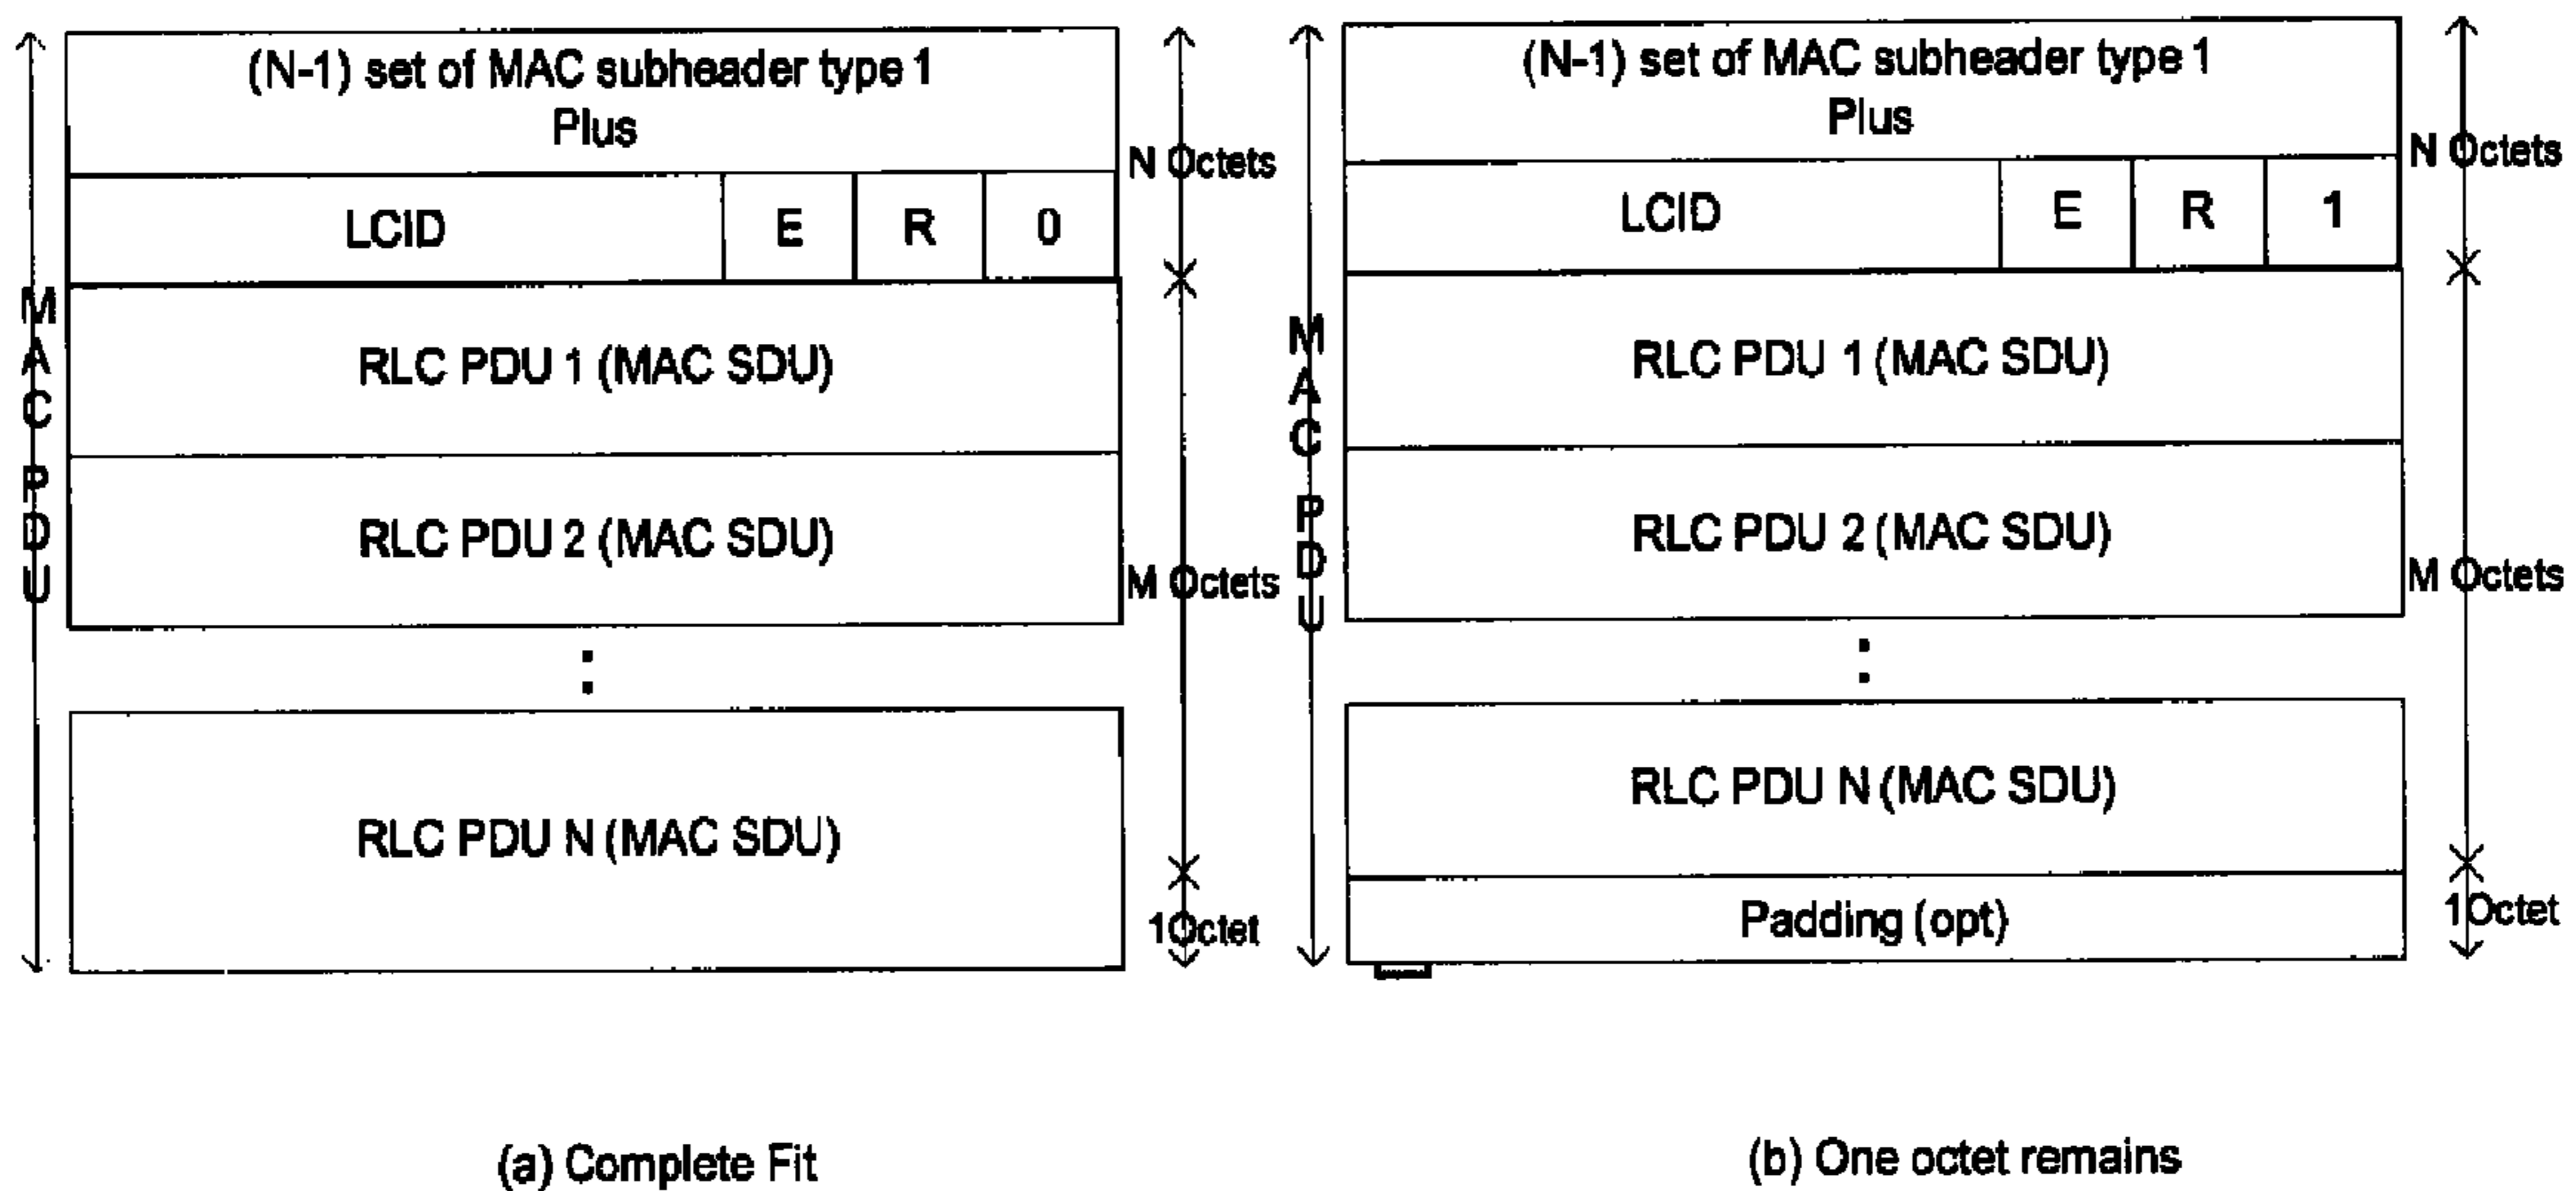 (N-1) set of MAC subheader type 1
Plus
LCID E R 0
N Octets
MAC PDU
RLC PDU 1 (MAC SDU)
RLC PDU 2 (MAC SDU)
:
M Octets
RLC PDU N (MAC SDU)
1Octet
(a) Complete Fit
(N-1) set of MAC subheader type 1
Plus
LCID E R 1
N Octets
MAC PDU
RLC PDU 1 (MAC SDU)
RLC PDU 2 (MAC SDU)
:
M Octets
RLC PDU N (MAC SDU)
Padding (opt)
1Octet
(b) One octet remains